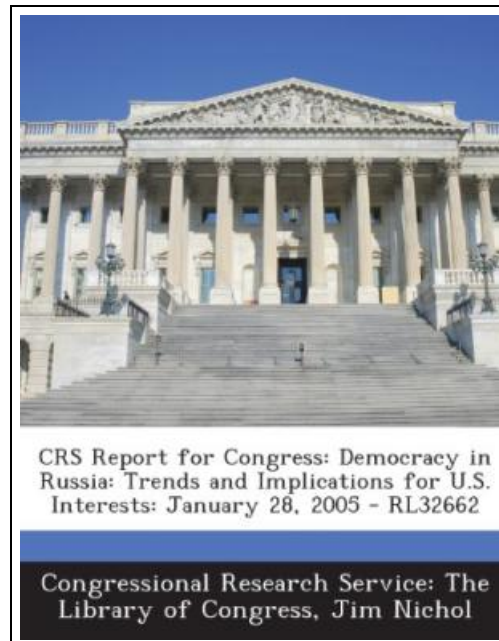 CRS Report for Congress: Democracy in
Russia: Trends and Implications for U.S.
Interests: January 28, 2005 - RL32662
Congressional Research Service: The
Library of Congress, Jim Nichol